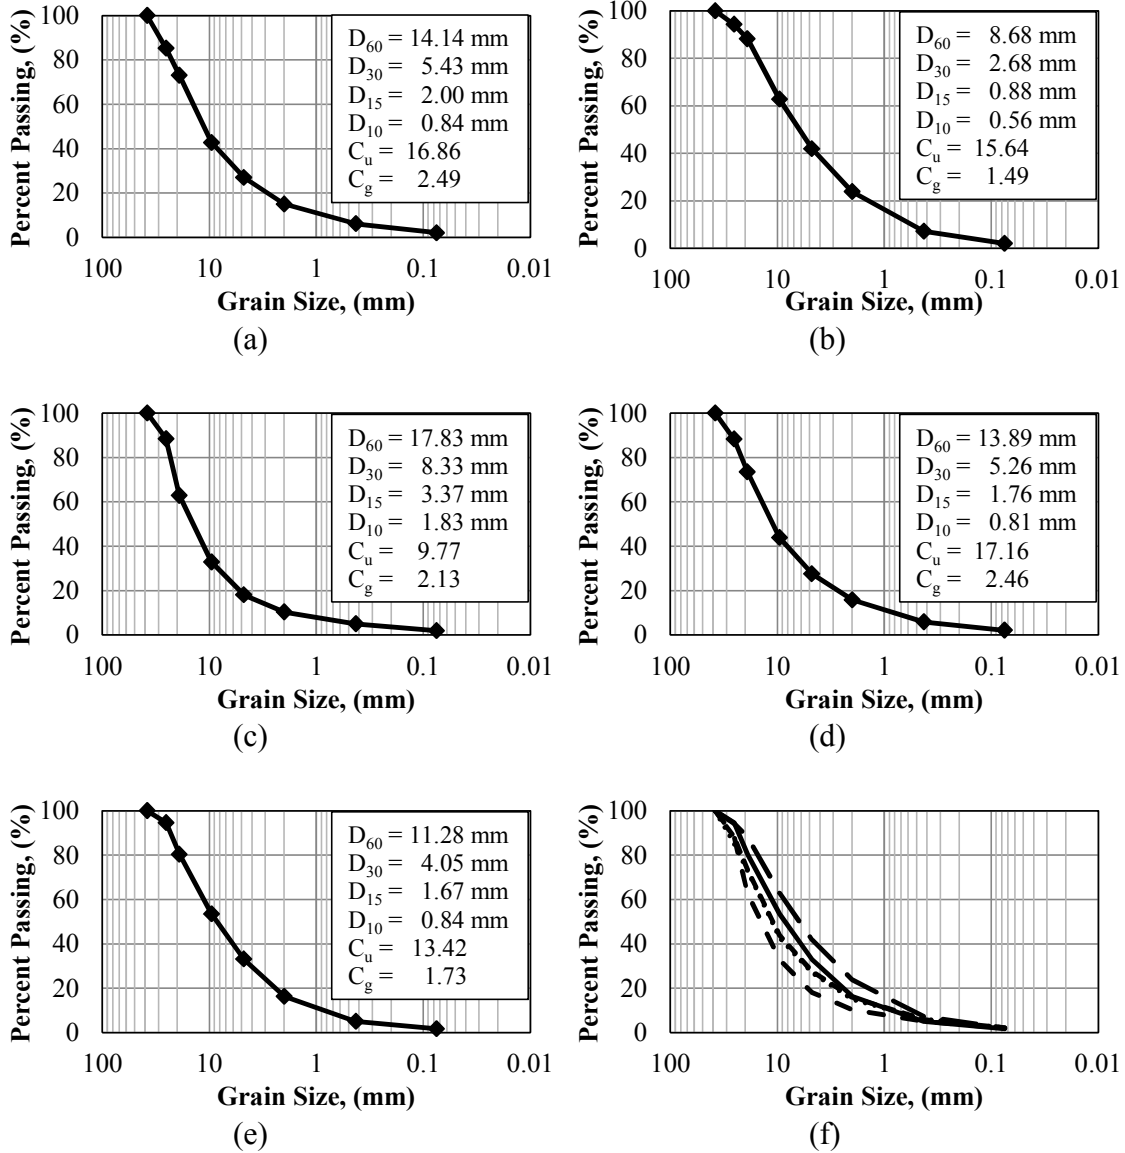 Percent Passing, (%)
100
80
60
40
20
0
D60 = 14.14 mm
D30 = 5.43 mm
D15 = 2.00 mm
D10 = 0.84 mm
Cu = 16.86
Cg = 2.49
100 10 1 0.1 0.01
Grain Size, (mm)
(a)
Percent Passing, (%)
100
80
60
40
20
0
D60 = 8.68 mm
D30 = 2.68 mm
D15 = 0.88 mm
D10 = 0.56 mm
Cu = 15.64
Cg = 1.49
100 10 1 0.1 0.01
Grain Size, (mm)
(b)
Percent Passing, (%)
100
80
60
40
20
0
D60 = 17.83 mm
D30 = 8.33 mm
D15 = 3.37 mm
D10 = 1.83 mm
Cu = 9.77
Cg = 2.13
100 10 1 0.1 0.01
Grain Size, (mm)
(c)
Percent Passing, (%)
100
80
60
40
20
0
D60 = 13.89 mm
D30 = 5.26 mm
D15 = 1.76 mm
D10 = 0.81 mm
Cu = 17.16
Cg = 2.46
100 10 1 0.1 0.01
Grain Size, (mm)
(d)
Percent Passing, (%)
100
80
60
40
20
0
D60 = 11.28 mm
D30 = 4.05 mm
D15 = 1.67 mm
D10 = 0.84 mm
Cu = 13.42
Cg = 1.73
100 10 1 0.1 0.01
Grain Size, (mm)
(e)
Percent Passing, (%)
100
80
60
40
20
0
100 10 1 0.1 0.01
Grain Size, (mm)
(f)